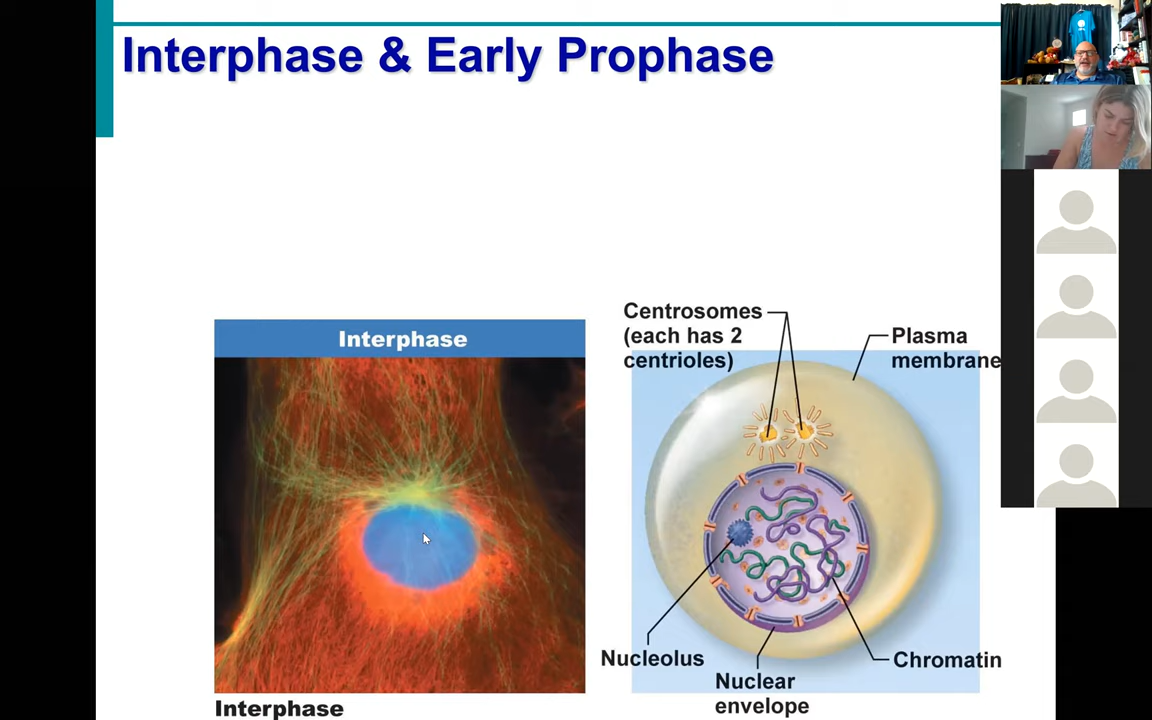 Interphase & Early Prophase
Interphase
Centrosomes
(each has 2
centrioles)
Plasma
membrane
Nucleolus
Nuclear
envelope
Chromatin
Interphase